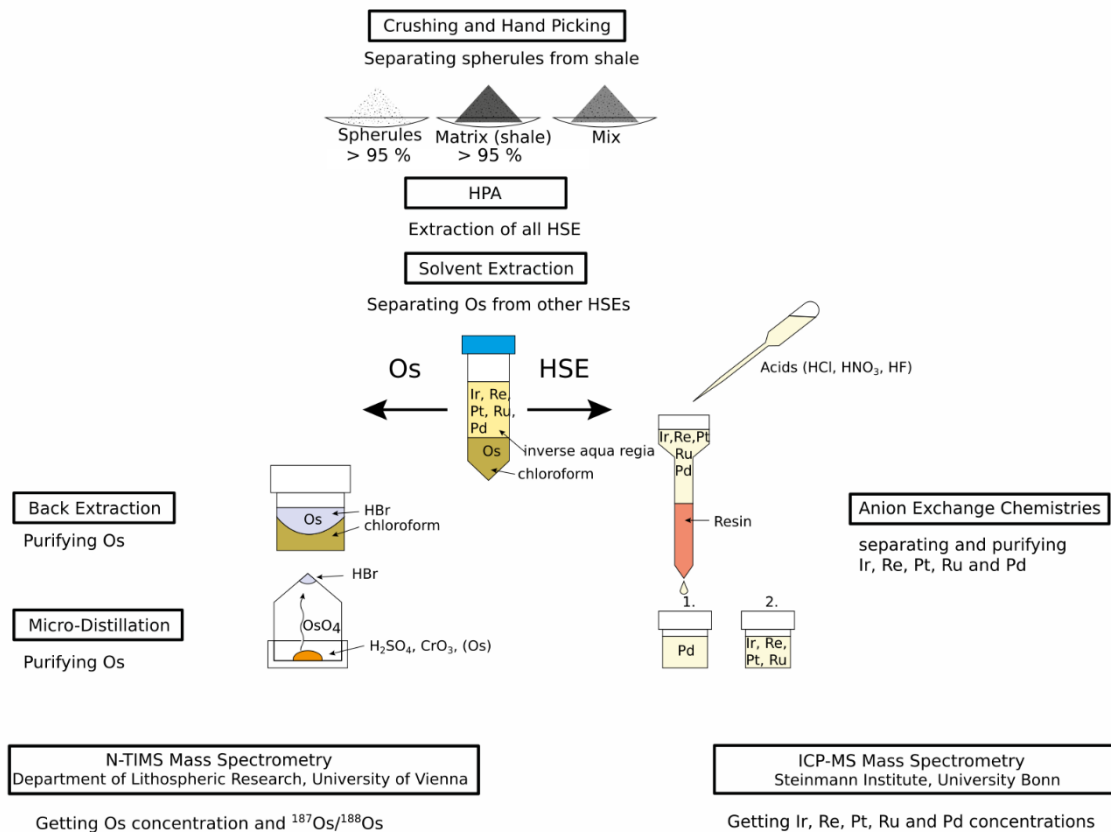 Crushing and Hand Picking
Separating spherules from shale
Spherules
> 95 %
Matrix (shale)
> 95 %
Mix
HPA
Extraction of all HSE
Solvent Extraction
Separating Os from other HSEs
Os
HSE
Ir, Re,
Pt, Ru,
Pd
Os
inverse aqua regia
chloroform
Acids (HCl, HNO₃, HF)
Ir,Re,Pt
Ru
Pd
Resin
Back Extraction
Purifying Os
Os
HBr
chloroform
Anion Exchange Chemistries
separating and purifying
Ir, Re, Pt, Ru and Pd
Micro-Distillation
Purifying Os
HBr
OsO₄
H₂SO₄, CrO₃, (Os)
1.
Pd
2.
Ir, Re,
Pt, Ru
N-TIMS Mass Spectrometry
Department of Lithospheric Research, University of Vienna
Getting Os concentration and ¹⁸⁷Os/¹⁸⁸Os
ICP-MS Mass Spectrometry
Steinmann Institute, University Bonn
Getting Ir, Re, Pt, Ru and Pd concentrations